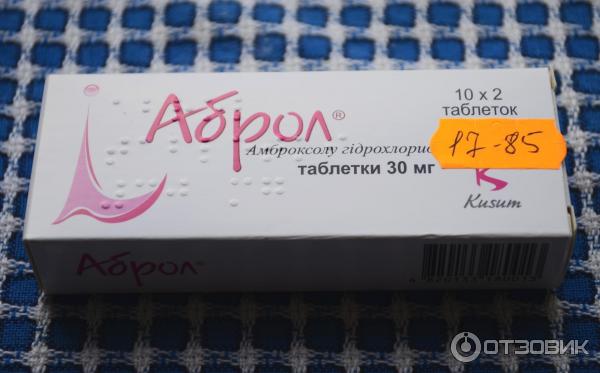 Аброл®
Амброксолу гідрохлорид
таблетки 30 мг
10 x 2
таблеток
17-85
Kusum
Аброл®
ОТЗОВИК